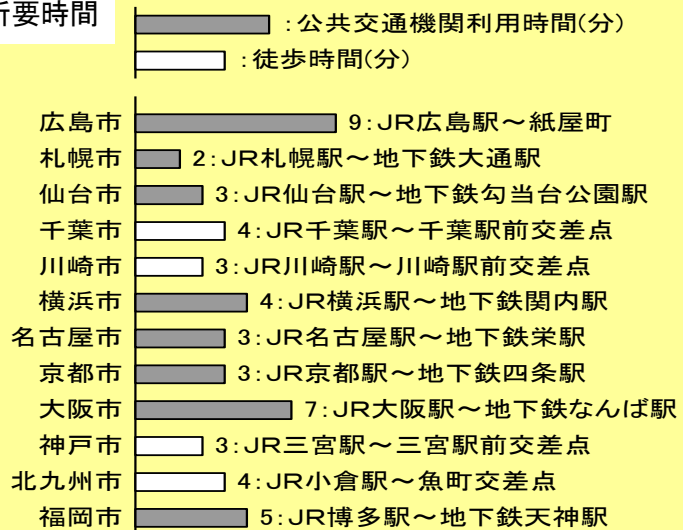 所要時間
:公共交通機関利用時間(分)
:徒歩時間(分)
広島市 9:JR広島駅～紙屋町
札幌市 2:JR札幌駅～地下鉄大通駅
仙台市 3:JR仙台駅～地下鉄勾当台公園駅
千葉市 4:JR千葉駅～千葉駅前交差点
川崎市 3:JR川崎駅～川崎駅前交差点
横浜市 4:JR横浜駅～地下鉄関内駅
名古屋市 3:JR名古屋駅～地下鉄栄駅
京都市 3:JR京都駅～地下鉄四条駅
大阪市 7:JR大阪駅～地下鉄なんば駅
神戸市 3:JR三宮駅～三宮駅前交差点
北九州市 4:JR小倉駅～魚町交差点
福岡市 5:JR博多駅～地下鉄天神駅